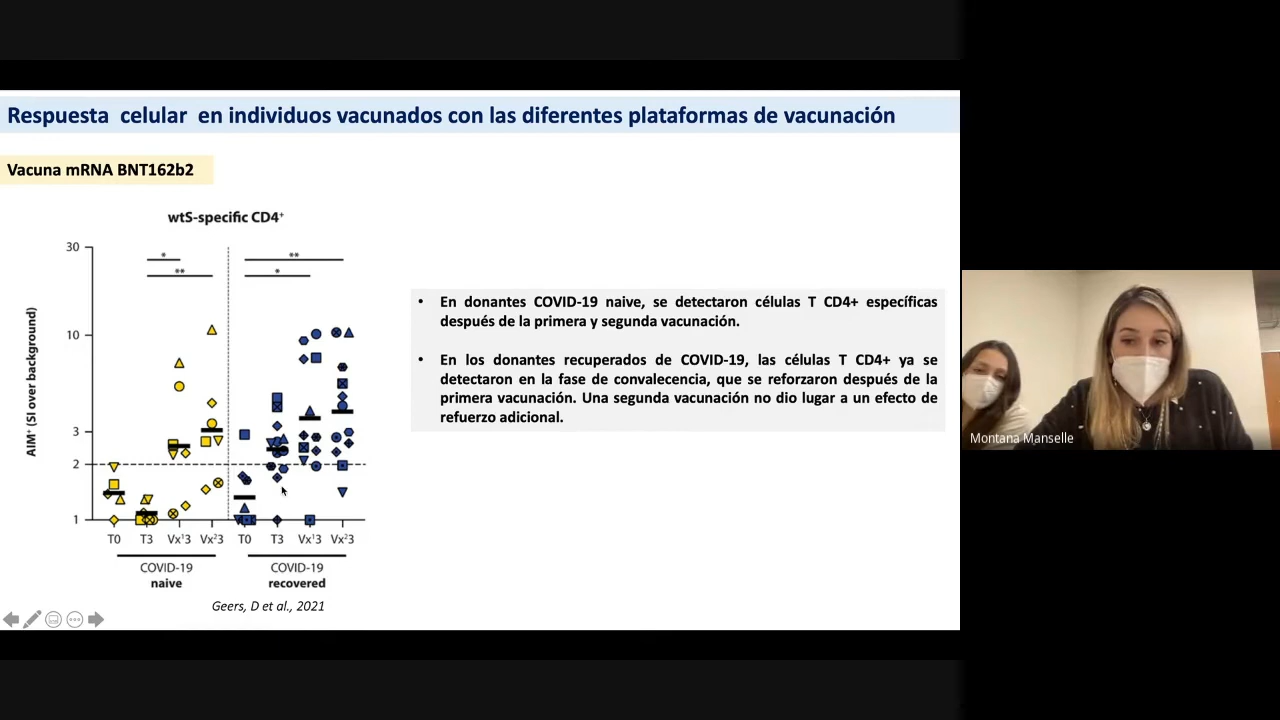 Respuesta celular en individuos vacunados con las diferentes plataformas de vacunación
Vacuna mRNA BNT162b2
wtS-specific CD4⁺
AIM⁺ (SI over background)
30
10
3
2
1
*
**
**
*
T0 T3 Vx¹3 Vx²3 T0 T3 Vx¹3 Vx²3
COVID-19
naive
COVID-19
recovered
Geers, D et al., 2021
• En donantes COVID-19 naive, se detectaron células T CD4+ específicas
después de la primera y segunda vacunación.
• En los donantes recuperados de COVID-19, las células T CD4+ ya se
detectaron en la fase de convalecencia, que se reforzaron después de la
primera vacunación. Una segunda vacunación no dio lugar a un efecto de
refuerzo adicional.
Montana Manselle